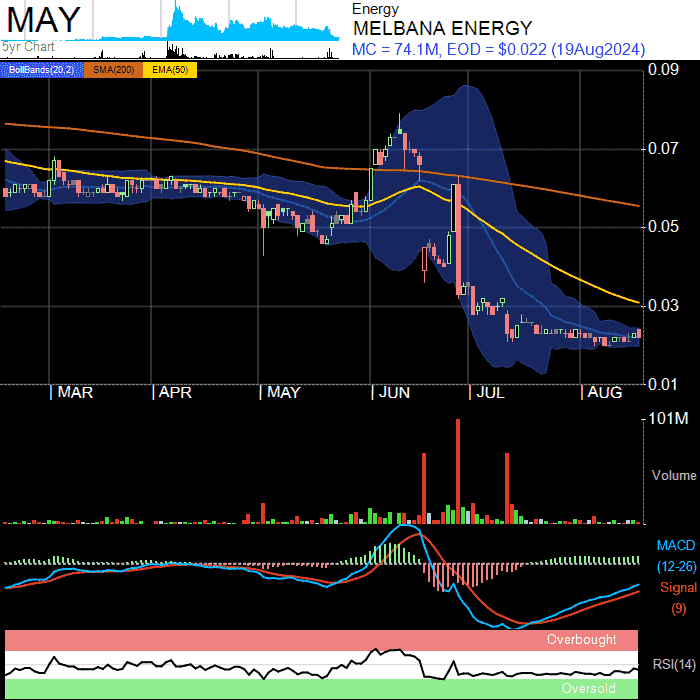 MAY
5yr Chart
Energy
MELBANA ENERGY
MC = 74.1M, EOD = $0.022 (19Aug2024)
BollBands(20,2) SMA(200) EMA(50)
0.09
0.07
0.05
0.03
0.01
MAR APR MAY JUN JUL AUG
101M
Volume
MACD
(12-26)
Signal
(9)
Overbought
RSI(14)
Oversold